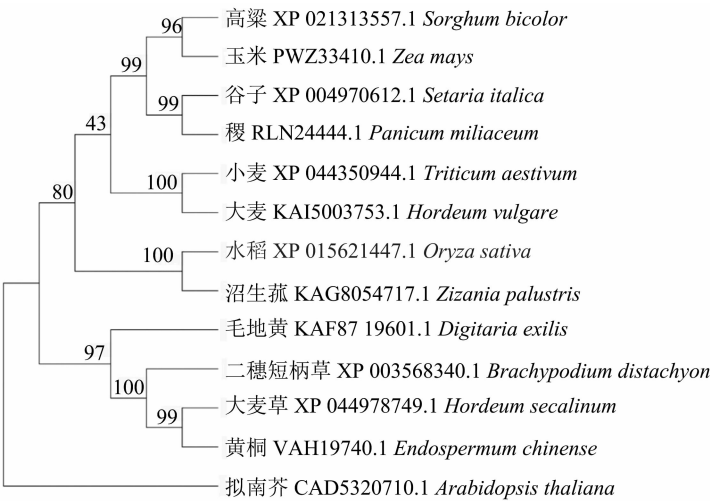 96
高粱 XP 021313557.1 Sorghum bicolor
玉米 PWZ33410.1 Zea mays
99
谷子 XP 004970612.1 Setaria italica
99
稷 RLN24444.1 Panicum miliaceum
43
小麦 XP 044350944.1 Triticum aestivum
100
大麦 KAI5003753.1 Hordeum vulgare
80
水稻 XP 015621447.1 Oryza sativa
100
沼生菰 KAG8054717.1 Zizania palustris
毛地黄 KAF87 19601.1 Digitaria exilis
97
二穗短柄草 XP 003568340.1 Brachypodium distachyon
100
大麦草 XP 044978749.1 Hordeum secalinum
99
黄桐 VAH19740.1 Endospermum chinense
拟南芥 CAD5320710.1 Arabidopsis thaliana